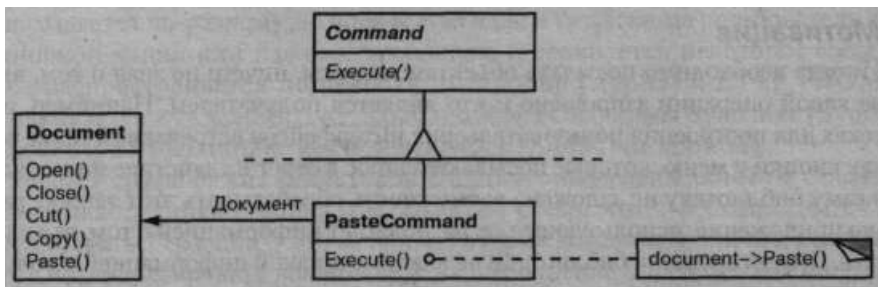 Command
Execute()
Document
Open()
Close()
Cut()
Copy()
Paste()
Документ
PasteCommand
Execute()
document->Paste()